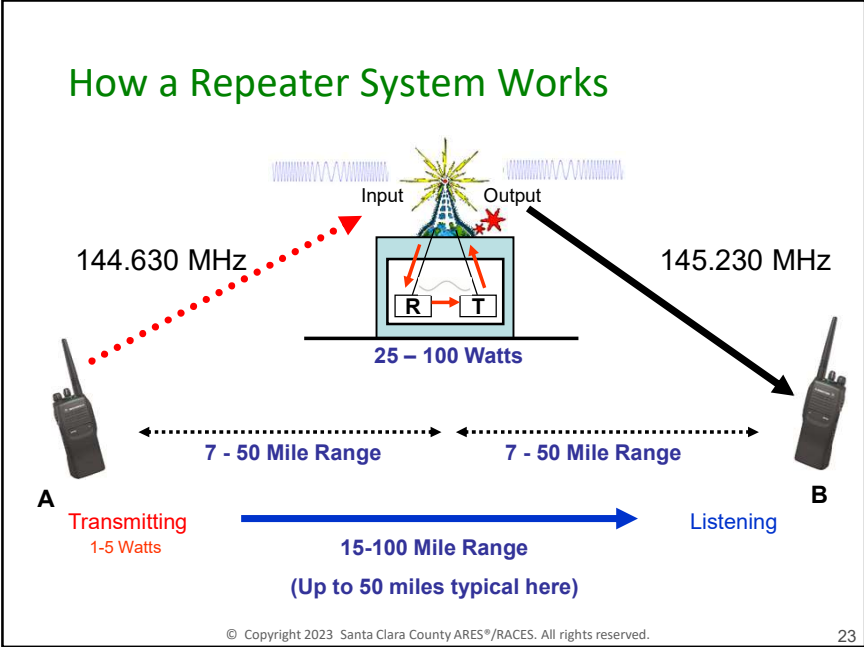 How a Repeater System Works
Input
Output
144.630 MHz
145.230 MHz
R
T
25 – 100 Watts
7 - 50 Mile Range
7 - 50 Mile Range
A
B
Transmitting
1-5 Watts
Listening
15-100 Mile Range
(Up to 50 miles typical here)
© Copyright 2023 Santa Clara County ARES®/RACES. All rights reserved.
23